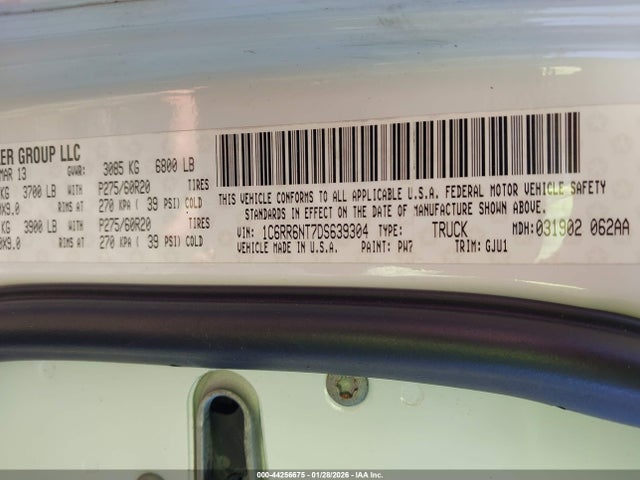 ER GROUP LLC
MAR 13 GVWR: 3085 KG 6800 LB
KG 3700 LB WITH P275/60R20 TIRES
0X9.0 RIMS AT 270 KPA ( 39 PSI) COLD
KG 3900 LB WITH P275/60R20 TIRES
0X9.0 RIMS AT 270 KPA ( 39 PSI) COLD
THIS VEHICLE CONFORMS TO ALL APPLICABLE U.S.A. FEDERAL MOTOR VEHICLE SAFETY
STANDARDS IN EFFECT ON THE DATE OF MANUFACTURE SHOWN ABOVE.
VIN: 1C6RR6NT7DS639304 TYPE: TRUCK MDH: 031902 062AA
VEHICLE MADE IN U.S.A. PAINT: PW7 TRIM: GJU1
000-44256675 | 01/28/2026 | IAA Inc.